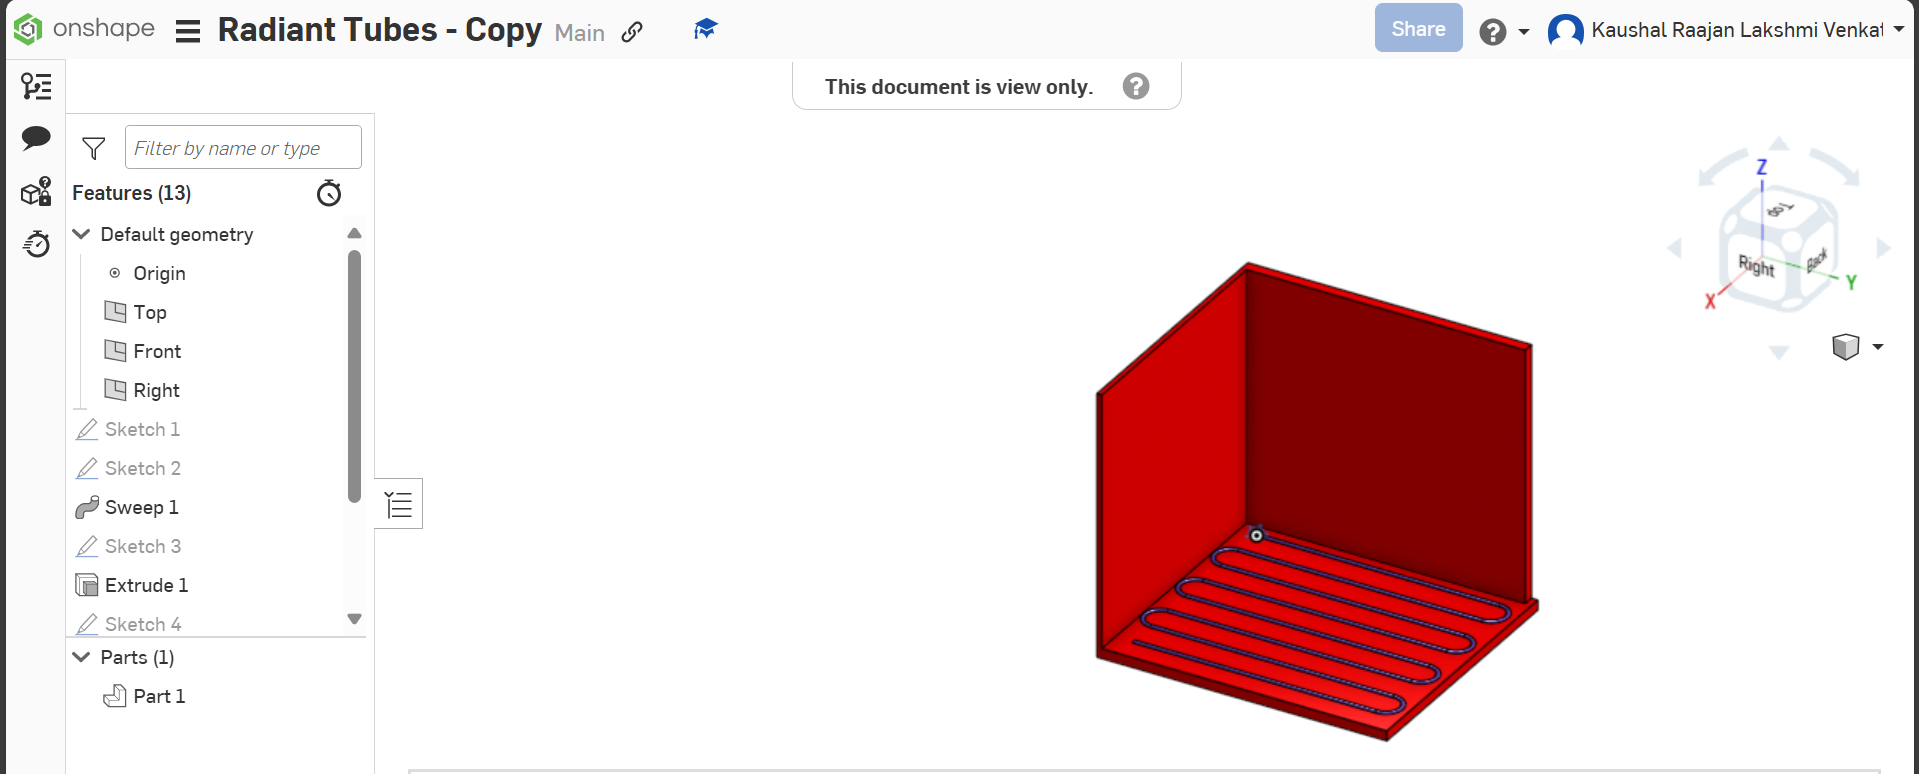 onshape
Radiant Tubes - Copy Main
Share
?
Kaushal Raajan Lakshmi Venkat
This document is view only. ?
Filter by name or type
Features (13)
Default geometry
Origin
Top
Front
Right
Sketch 1
Sketch 2
Sweep 1
Sketch 3
Extrude 1
Sketch 4
Parts (1)
Part 1
Z
Top
Right
Back
X
Y